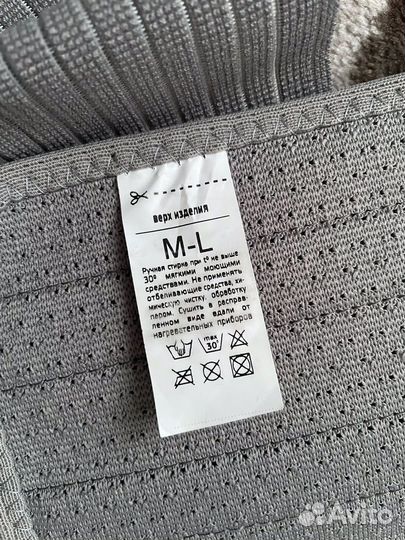 верх изделия
M-L
Ручная стирка при t° не выше
30° мягкими моющими
средствами. Не применять
отбеливающие средства, хи-
мическую чистку, обработку
паром. Сушить в расправ-
ленном виде вдали от
нагревательных приборов
max
30°
Avito